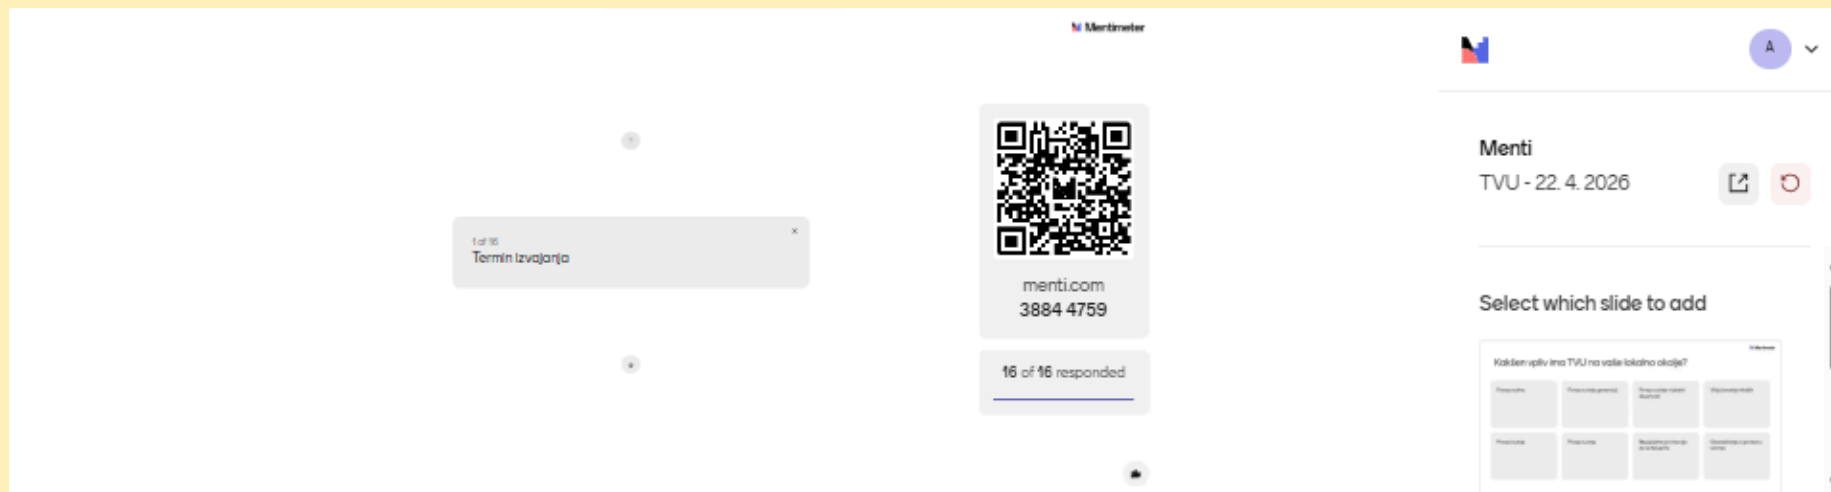 Mentimeter
1 of 16
Termin izvajanja
×
menti.com
3884 4759
16 of 16 responded
A
Menti
TVU - 22. 4. 2026
Select which slide to add
Kakšen vpliv ima TVU na vaše lokalno okolje?